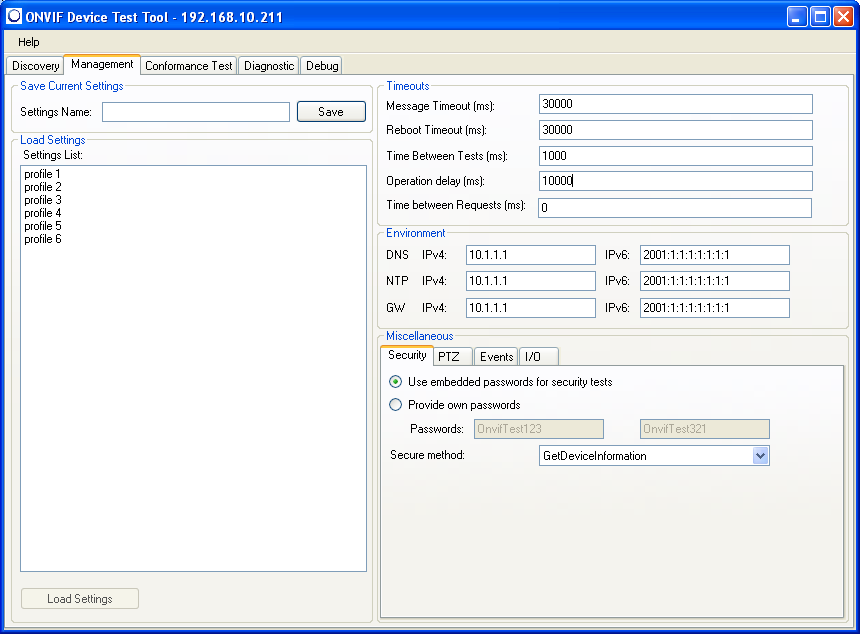 ONVIF Device Test Tool - 192.168.10.211
Help
Discovery Management Conformance Test Diagnostic Debug
Save Current Settings
Settings Name: Save
Load Settings
Settings List:
profile 1
profile 2
profile 3
profile 4
profile 5
profile 6
Load Settings
Timeouts
Message Timeout (ms): 30000
Reboot Timeout (ms): 30000
Time Between Tests (ms): 1000
Operation delay (ms): 10000
Time between Requests (ms): 0
Environment
DNS IPv4: 10.1.1.1 IPv6: 2001:1:1:1:1:1:1:1
NTP IPv4: 10.1.1.1 IPv6: 2001:1:1:1:1:1:1:1
GW IPv4: 10.1.1.1 IPv6: 2001:1:1:1:1:1:1:1
Miscellaneous
Security PTZ Events I/O
Use embedded passwords for security tests
Provide own passwords
Passwords: OnvifTest123 OnvifTest321
Secure method: GetDeviceInformation